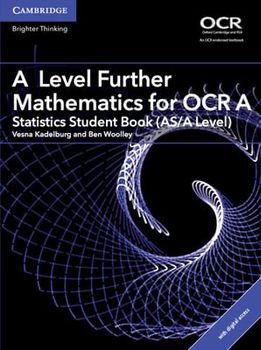 CAMBRIDGE
Brighter Thinking
OCR
Oxford Cambridge and RSA
An OCR endorsed textbook
A Level Further
Mathematics for OCR A
Statistics Student Book (AS/A Level)
Vesna Kadelburg and Ben Woolley
with digital access